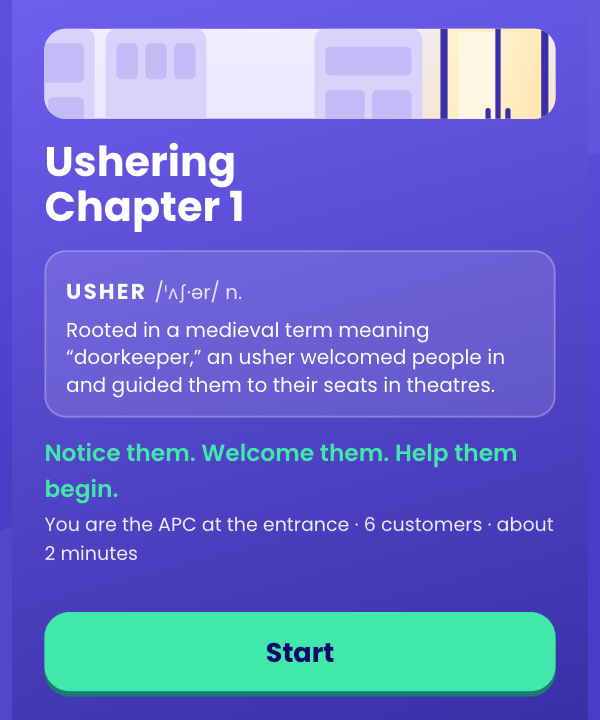 Ushering
Chapter 1
USHER /ˈʌʃ·ər/ n.
Rooted in a medieval term meaning
“doorkeeper,” an usher welcomed people in
and guided them to their seats in theatres.
Notice them. Welcome them. Help them
begin.
You are the APC at the entrance · 6 customers · about
2 minutes
Start